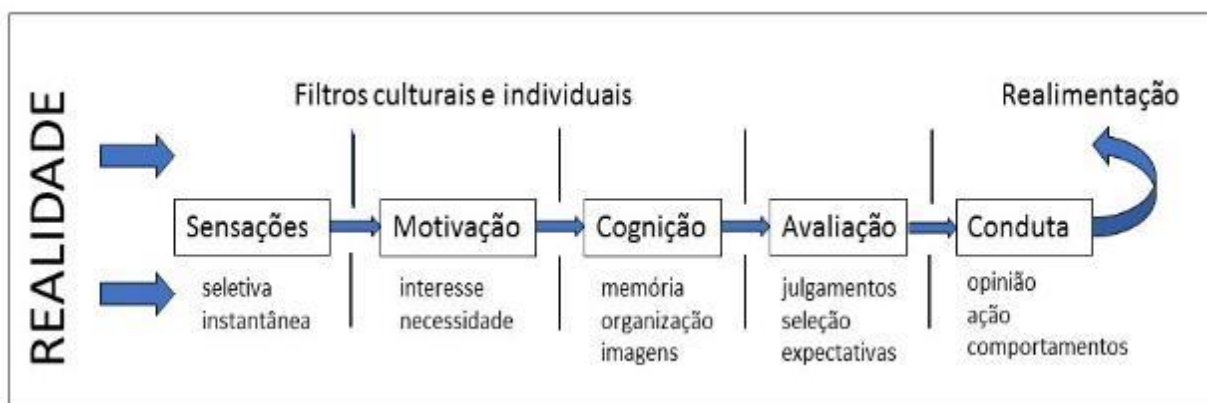 REALIDADE
Filtros culturais e individuais
Realimentação
Sensações
seletiva
instantânea
Motivação
interesse
necessidade
Cognição
memória
organização
imagens
Avaliação
julgamentos
seleção
expectativas
Conduta
opinião
ação
comportamentos